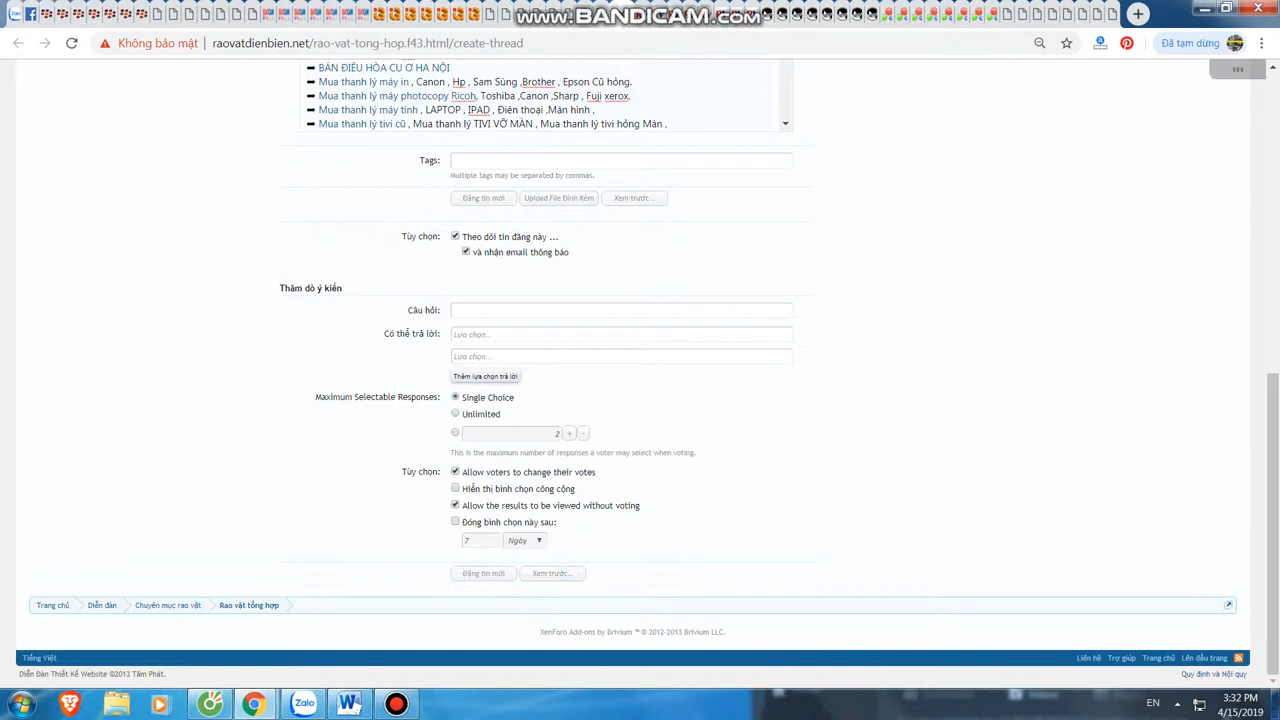 www.BANDICAM.com
Không bảo mật
raovatdienbien.net/rao-vat-tong-hop.f43.html/create-thread
Đã tạm dừng
➡ BÁN ĐIỀU HÒA CŨ Ở HÀ NỘI
➡ Mua thanh lý máy in , Canon , Hp , Sam Sùng ,Brother , Epson Cũ hỏng.
➡ Mua thanh lý máy photocopy Ricoh, Toshiba ,Canon ,Sharp , Fuji xerox,
➡ Mua thanh lý máy tính , LAPTOP , IPAD , Điên thoại ,Màn hình ,
➡ Mua thanh lý tivi cũ , Mua thanh lý TIVI VỠ MÀN , Mua thanh lý tivi hỏng Màn ,
Tags:
Multiple tags may be separated by commas.
Đăng tin mới
Upload File Đính Kèm
Xem trước...
Tùy chọn:
Theo dõi tin đăng này ...
và nhận email thông báo
Thăm dò ý kiến
Câu hỏi:
Có thể trả lời:
Lựa chọn...
Lựa chọn...
Thêm lựa chọn trả lời
Maximum Selectable Responses:
Single Choice
Unlimited
2 + -
This is the maximum number of responses a voter may select when voting.
Tùy chọn:
Allow voters to change their votes
Hiển thị bình chọn công cộng
Allow the results to be viewed without voting
Đóng bình chọn này sau:
7 Ngày
Đăng tin mới
Xem trước...
Trang chủ Diễn đàn Chuyên mục rao vặt Rao vặt tổng hợp
XenForo Add-ons by Brivium ™ © 2012-2013 Brivium LLC.
Tiếng Việt
Liên hệ Trợ giúp Trang chủ Lên đầu trang
Diễn Đàn Thiết Kế Website ©2013 Tấm Phát.
Quy định và Nội quy
Zalo
EN
3:32 PM
4/15/2019